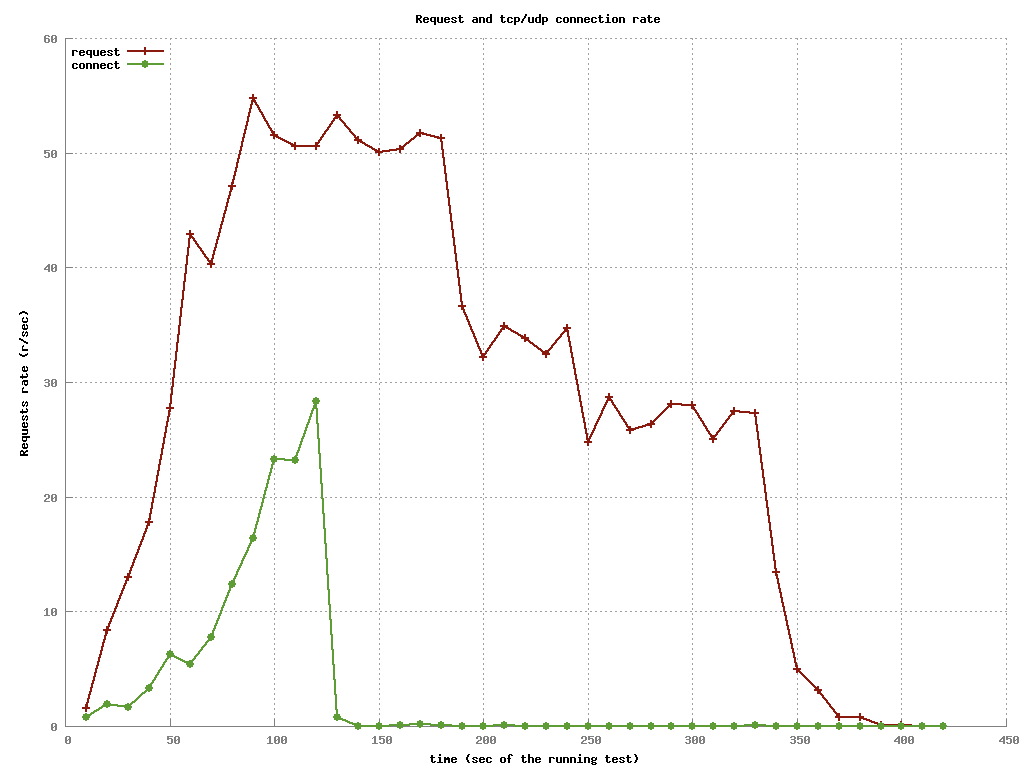 Request and tcp/udp connection rate
request
connect
60
50
40
30
20
10
0
Requests rate (r/sec)
0 50 100 150 200 250 300 350 400 450
time (sec of the running test)